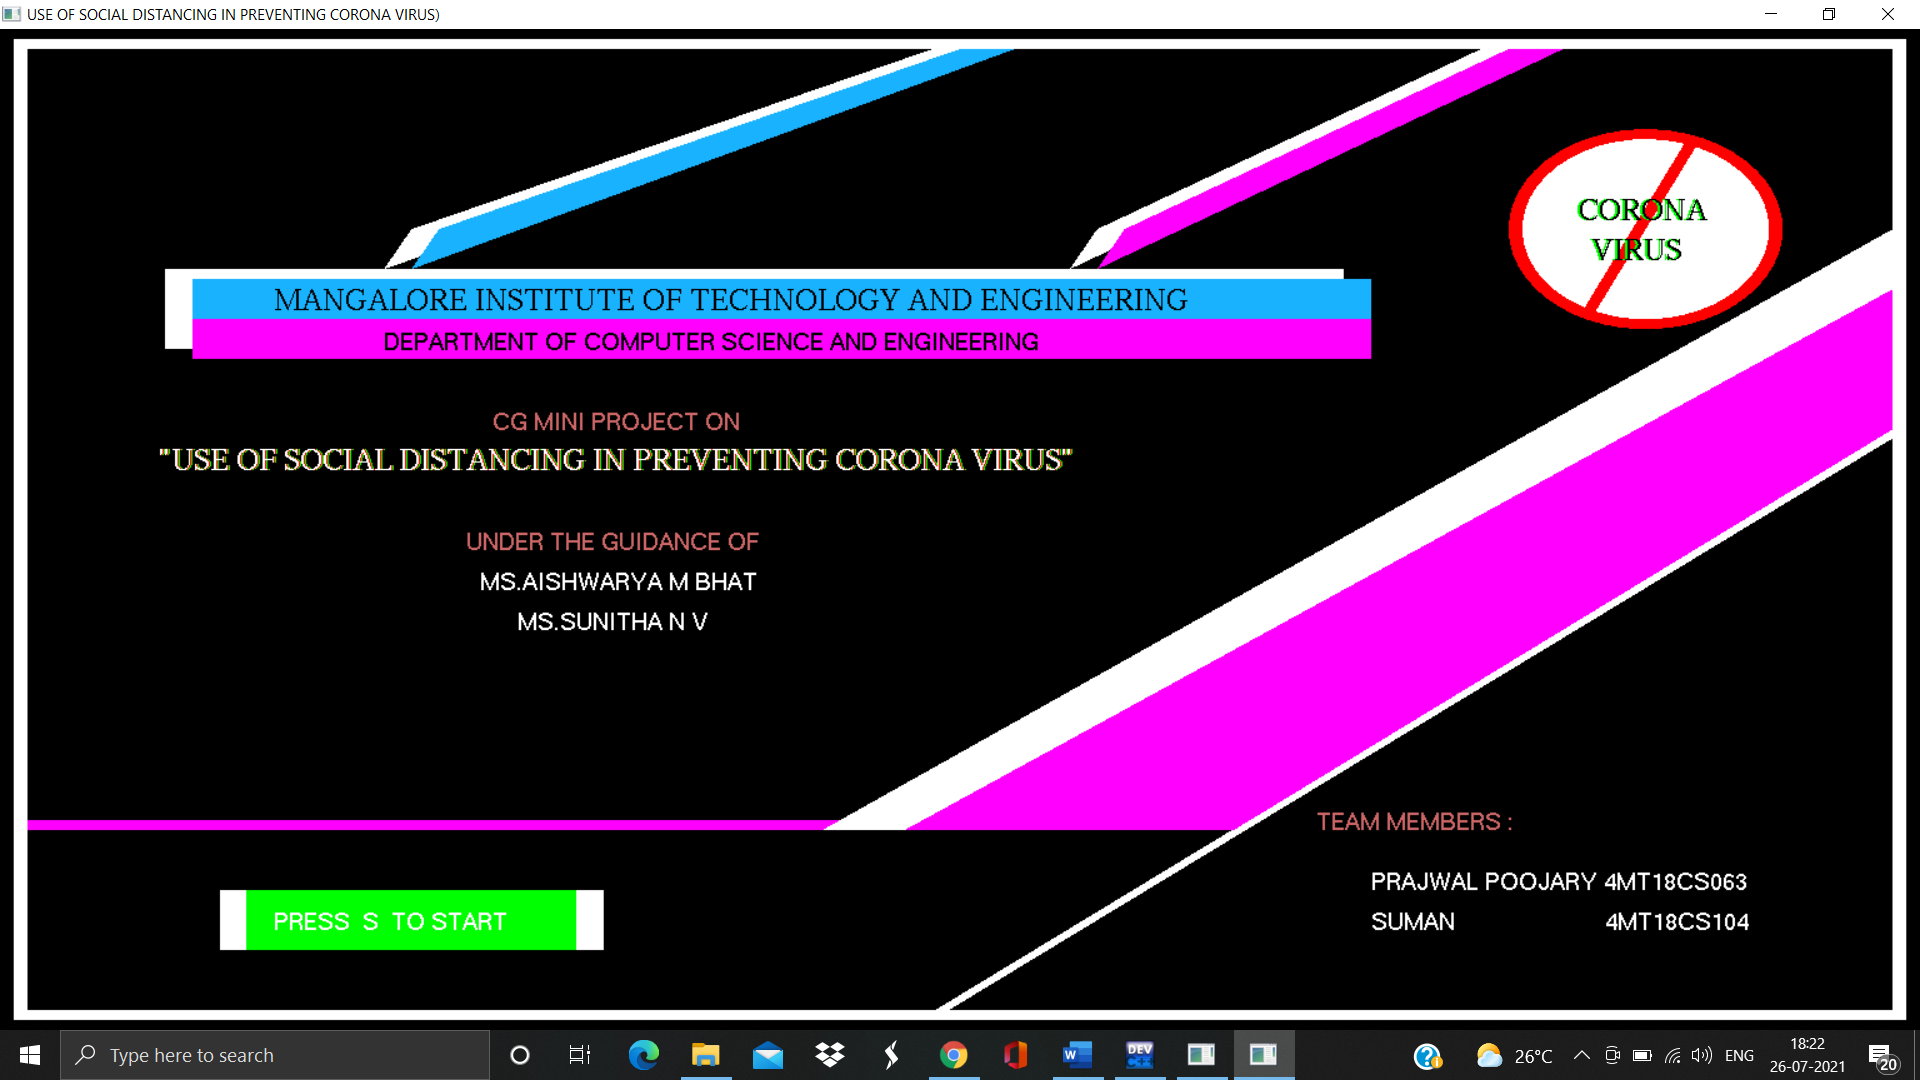 USE OF SOCIAL DISTANCING IN PREVENTING CORONA VIRUS)
CORONA
VIRUS
MANGALORE INSTITUTE OF TECHNOLOGY AND ENGINEERING
DEPARTMENT OF COMPUTER SCIENCE AND ENGINEERING
CG MINI PROJECT ON
"USE OF SOCIAL DISTANCING IN PREVENTING CORONA VIRUS"
UNDER THE GUIDANCE OF
MS.AISHWARYA M BHAT
MS.SUNITHA N V
TEAM MEMBERS :
PRAJWAL POOJARY 4MT18CS063
SUMAN 4MT18CS104
PRESS S TO START
Type here to search
W
DEV
C++
26°C
ENG
18:22
26-07-2021
20